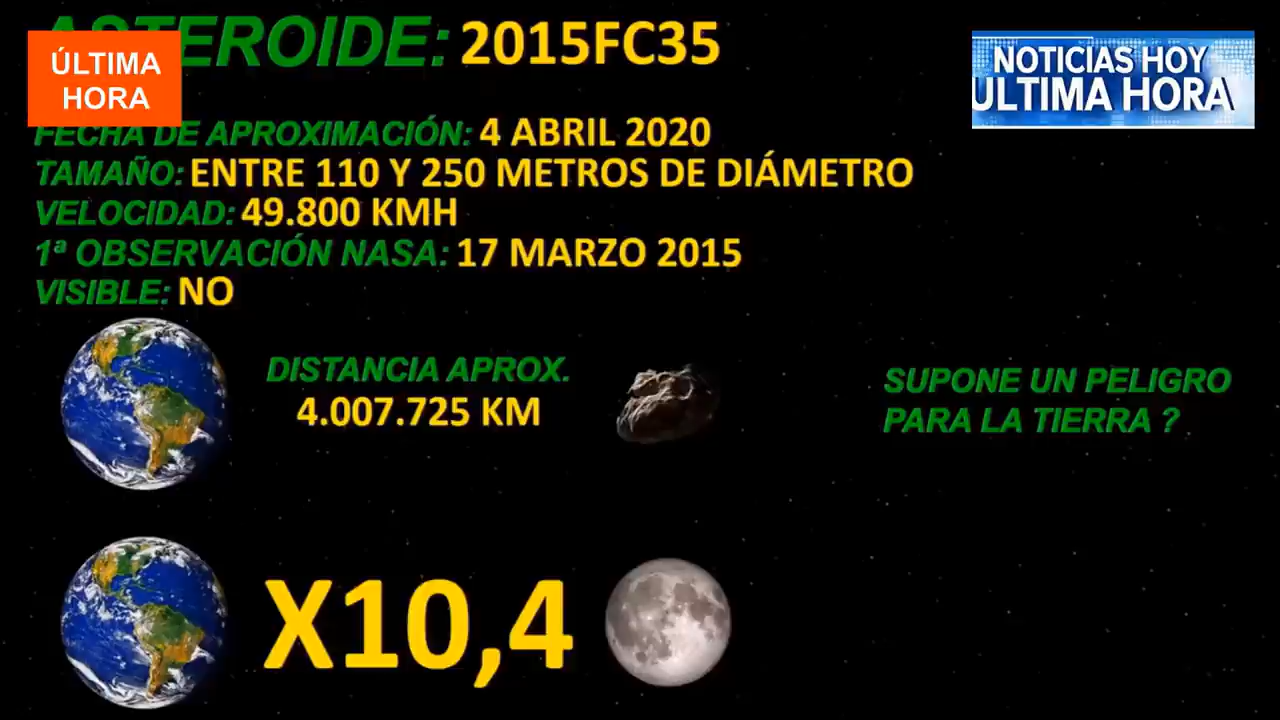 ASTEROIDE: 2015FC35
ÚLTIMA
HORA
NOTICIAS HOY
ULTIMA HORA
FECHA DE APROXIMACIÓN: 4 ABRIL 2020
TAMAÑO: ENTRE 110 Y 250 METROS DE DIÁMETRO
VELOCIDAD: 49.800 KMH
1ª OBSERVACIÓN NASA: 17 MARZO 2015
VISIBLE: NO
DISTANCIA APROX.
4.007.725 KM
SUPONE UN PELIGRO
PARA LA TIERRA ?
X10,4